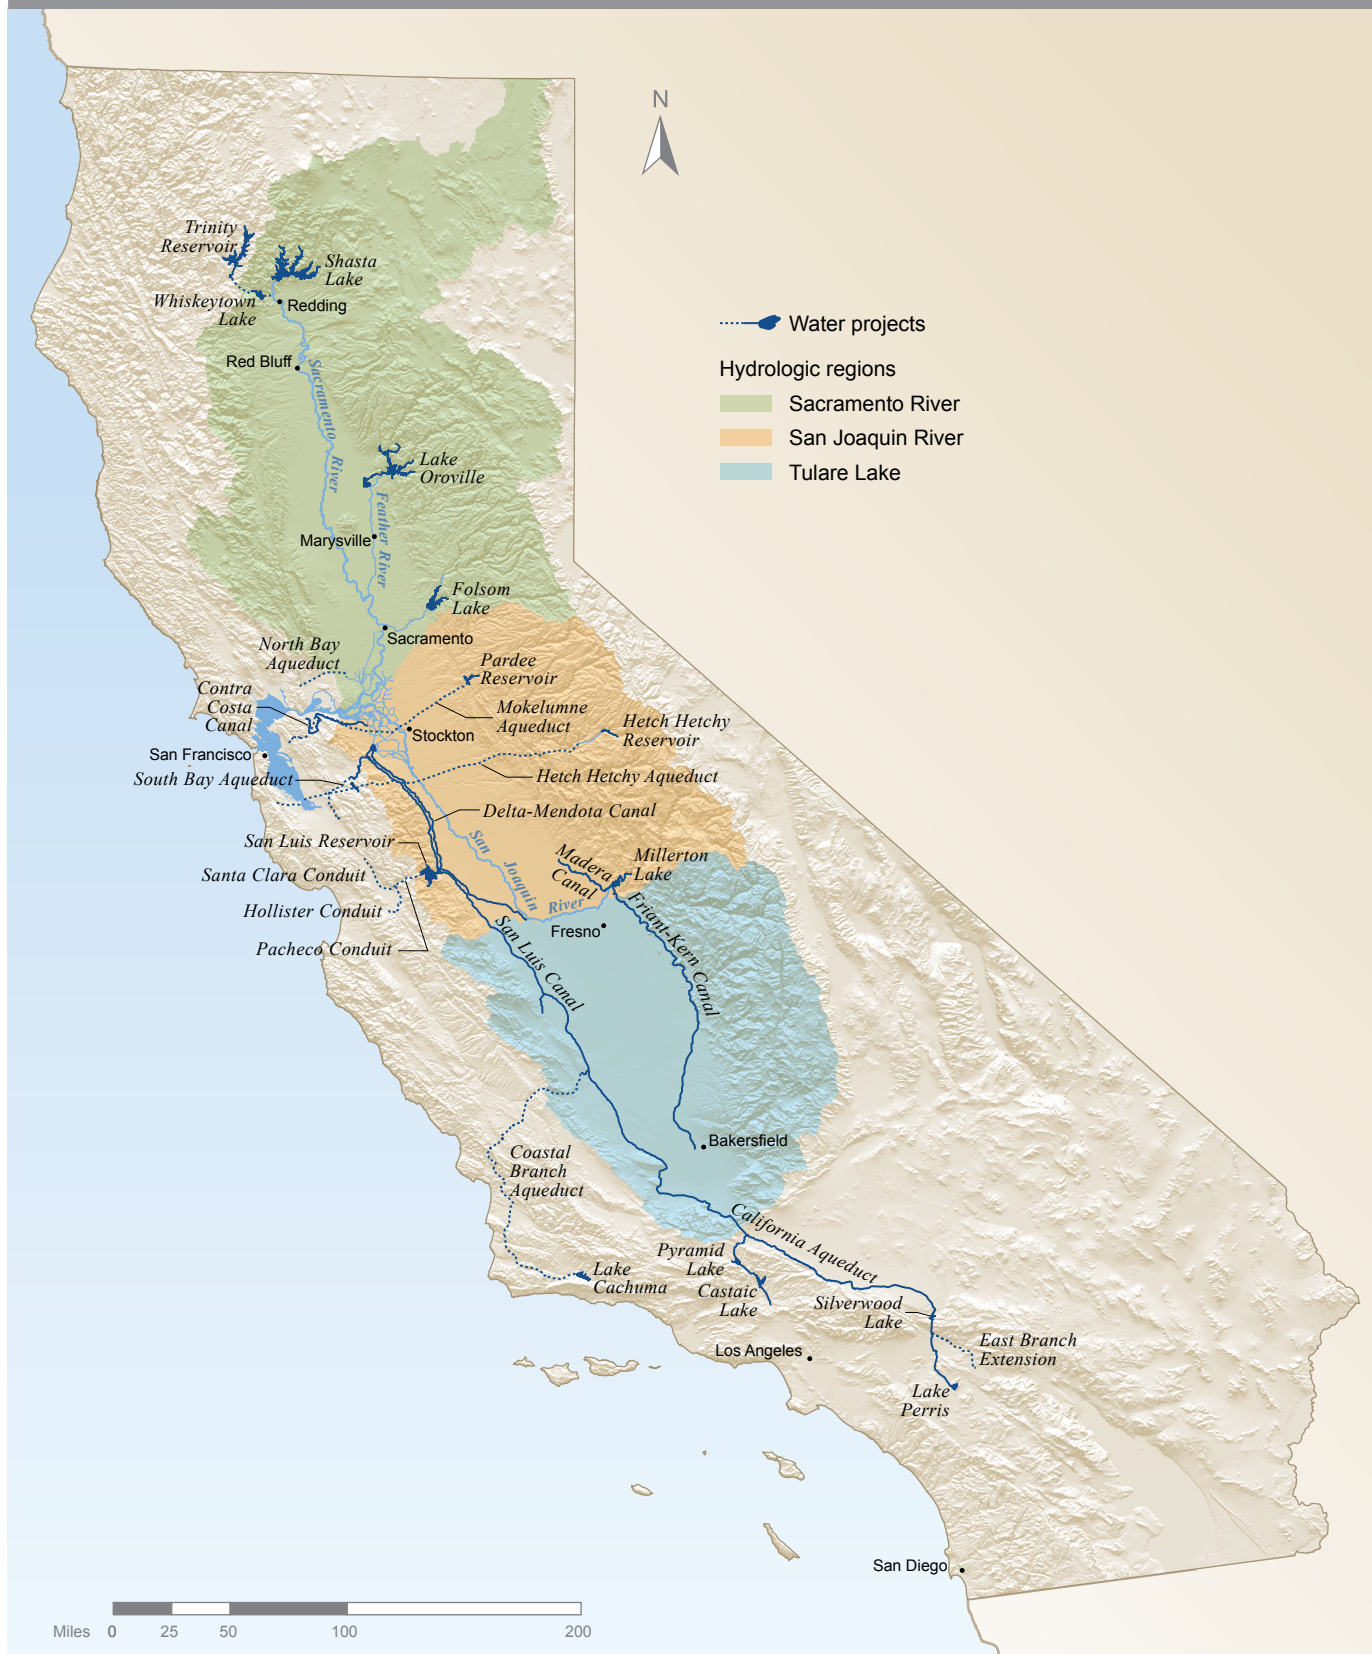 N
Trinity
Reservoir
Shasta
Lake
Whiskeytown
Lake
Redding
Red Bluff
Sacramento River
Water projects
Hydrologic regions
Sacramento River
San Joaquin River
Tulare Lake
Lake
Oroville
Feather River
Marysville
Folsom
Lake
Sacramento
North Bay
Aqueduct
Pardee
Reservoir
Contra
Costa
Canal
Mokelumne
Aqueduct
Hetch Hetchy
Reservoir
Stockton
San Francisco
South Bay Aqueduct
Hetch Hetchy Aqueduct
Delta-Mendota Canal
San Joaquin River
San Luis Reservoir
Madera
Canal
Millerton
Lake
Santa Clara Conduit
Hollister Conduit
Pacheco Conduit
Fresno
San Luis Canal
Friant-Kern Canal
Bakersfield
Coastal
Branch
Aqueduct
California Aqueduct
Pyramid
Lake
Lake
Cachuma
Castaic
Lake
Silverwood
Lake
East Branch
Extension
Los Angeles
Lake
Perris
San Diego
Miles 0 25 50 100 200